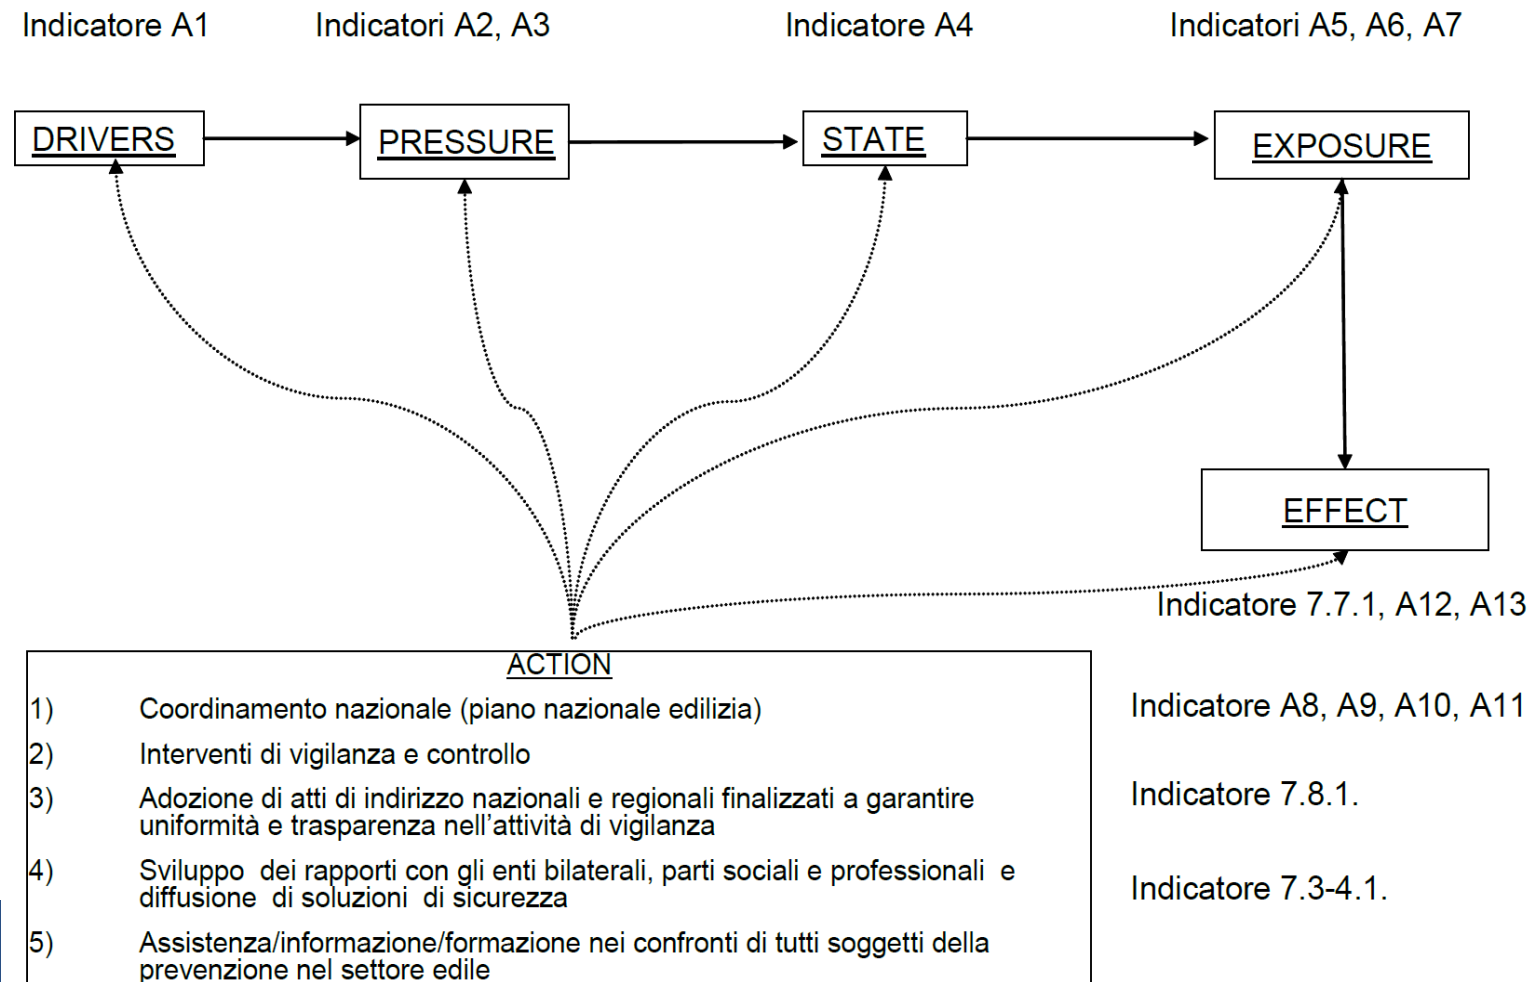 Indicatore A1
Indicatori A2, A3
Indicatore A4
Indicatori A5, A6, A7
DRIVERS
PRESSURE
STATE
EXPOSURE
EFFECT
Indicatore 7.7.1, A12, A13
ACTION
1) Coordinamento nazionale (piano nazionale edilizia)
Indicatore A8, A9, A10, A11
2) Interventi di vigilanza e controllo
3) Adozione di atti di indirizzo nazionali e regionali finalizzati a garantire
uniformità e trasparenza nell'attività di vigilanza
Indicatore 7.8.1.
4) Sviluppo dei rapporti con gli enti bilaterali, parti sociali e professionali e
diffusione di soluzioni di sicurezza
Indicatore 7.3-4.1.
5) Assistenza/informazione/formazione nei confronti di tutti soggetti della
prevenzione nel settore edile